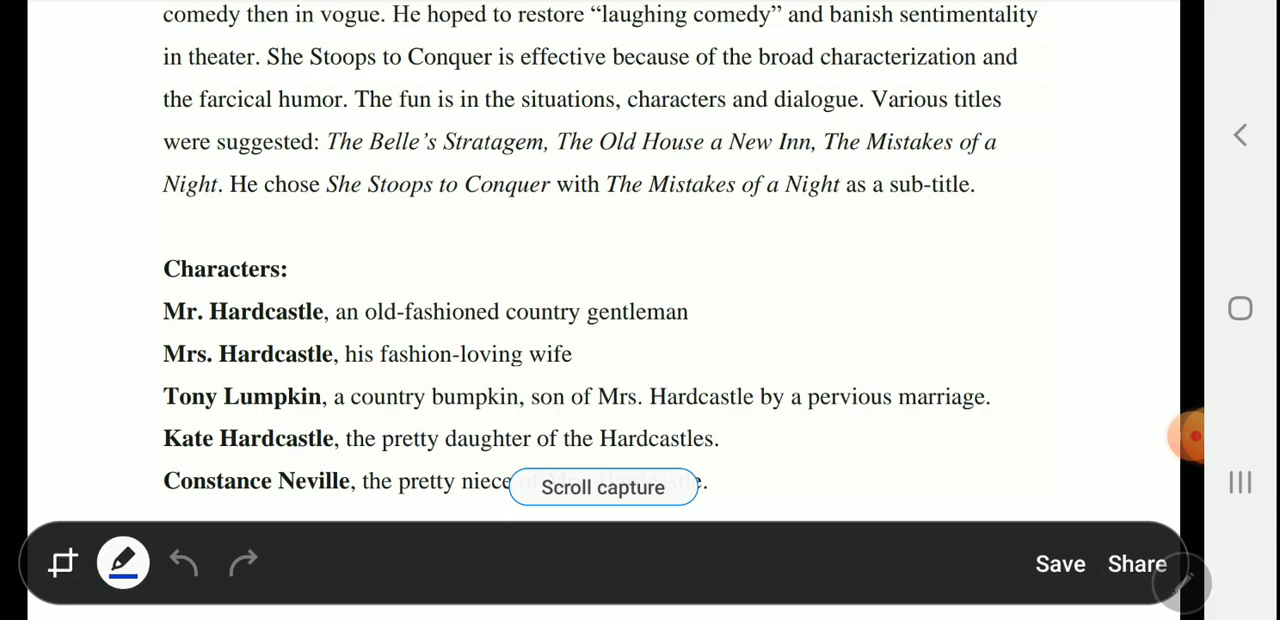 comedy then in vogue. He hoped to restore “laughing comedy” and banish sentimentality
in theater. She Stoops to Conquer is effective because of the broad characterization and
the farcical humor. The fun is in the situations, characters and dialogue. Various titles
were suggested: The Belle’s Stratagem, The Old House a New Inn, The Mistakes of a
Night. He chose She Stoops to Conquer with The Mistakes of a Night as a sub-title.
Characters:
Mr. Hardcastle, an old-fashioned country gentleman
Mrs. Hardcastle, his fashion-loving wife
Tony Lumpkin, a country bumpkin, son of Mrs. Hardcastle by a pervious marriage.
Kate Hardcastle, the pretty daughter of the Hardcastles.
Constance Neville, the pretty niece
Scroll capture
Save Share